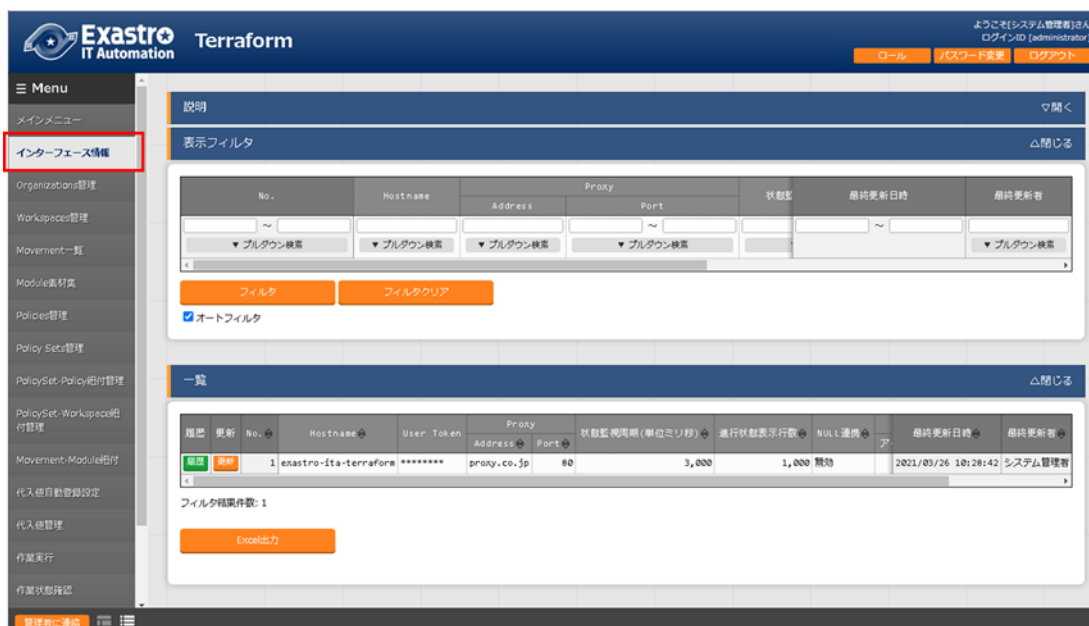 Exastro
IT Automation
Terraform
ようこそ[システム管理者]さん
ログインID [administrator]
ロール
パスワード変更
ログアウト
Menu
メインメニュー
インターフェース情報
Organizations管理
Workspaces管理
Movement一覧
Module素材集
Policies管理
Policy Sets管理
PolicySet-Policy紐付管理
PolicySet-Workspace紐
付管理
Movement-Module紐付
代入値自動登録設定
代入値管理
作業実行
作業状態確認
管理者に連絡
説明
▽開く
表示フィルタ
△閉じる
No. Hostname Proxy 状態監 最終更新日時 最終更新者
Address Port
~ ~ ~
▼ プルダウン検索 ▼ プルダウン検索 ▼ プルダウン検索 ▼ プルダウン検索 ▼ プルダウン検索
フィルタ フィルタクリア
オートフィルタ
一覧
△閉じる
履歴 更新 No. Hostname User Token Proxy 状態監視周期(単位ミリ秒) 進行状態表示行数 NULL連携 最終更新日時 最終更新者
Address Port ア
履歴 更新 1 exastro-ita-terraform ******** proxy.co.jp 80 3,000 1,000 無効 2021/03/26 10:28:42 システム管理者
フィルタ結果件数: 1
Excel出力